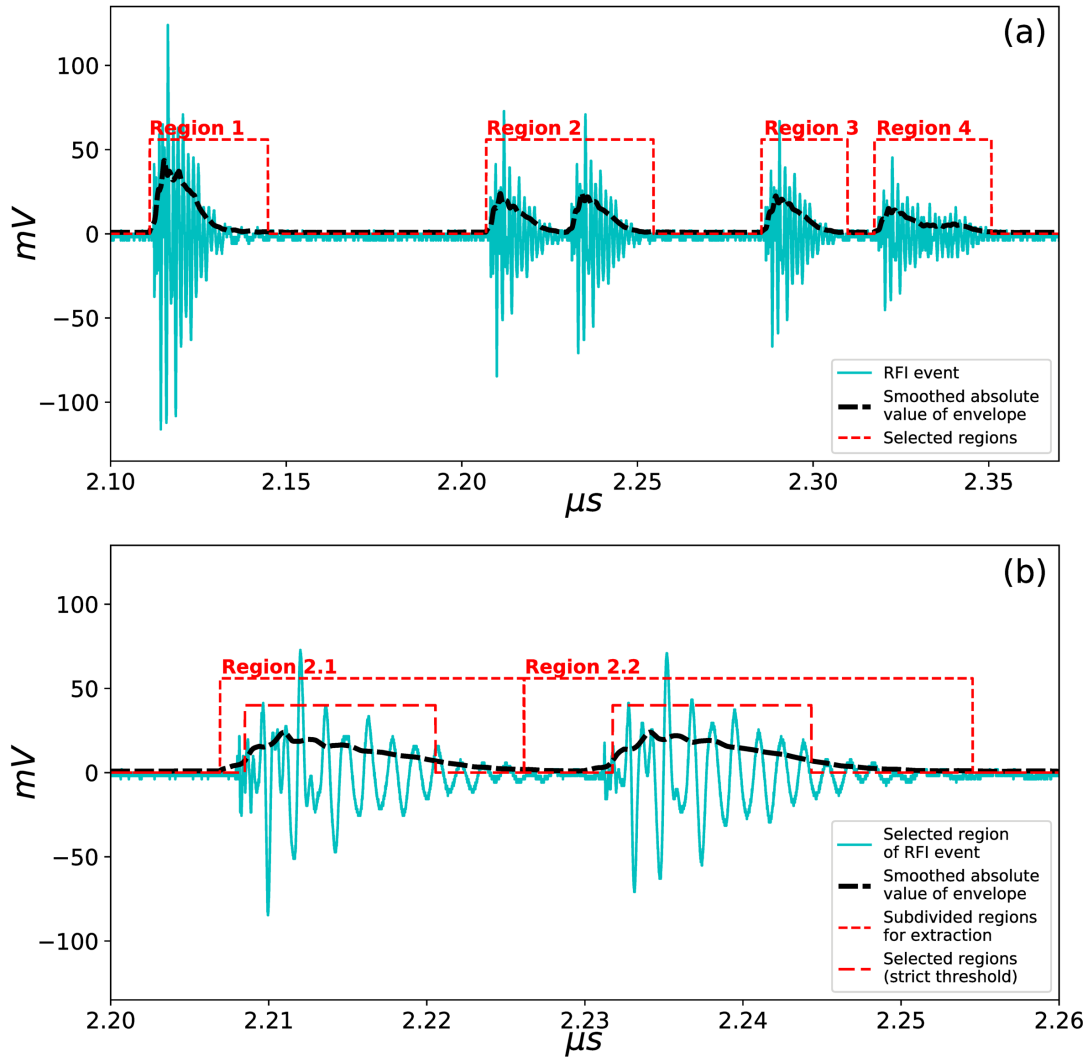 (a)
100
50
0
−50
−100
mV
Region 1
Region 2
Region 3
Region 4
RFI event
Smoothed absolute
value of envelope
Selected regions
2.10 2.15 2.20 2.25 2.30 2.35
μs
(b)
100
50
0
−50
−100
mV
Region 2.1
Region 2.2
Selected region
of RFI event
Smoothed absolute
value of envelope
Subdivided regions
for extraction
Selected regions
(strict threshold)
2.20 2.21 2.22 2.23 2.24 2.25 2.26
μs